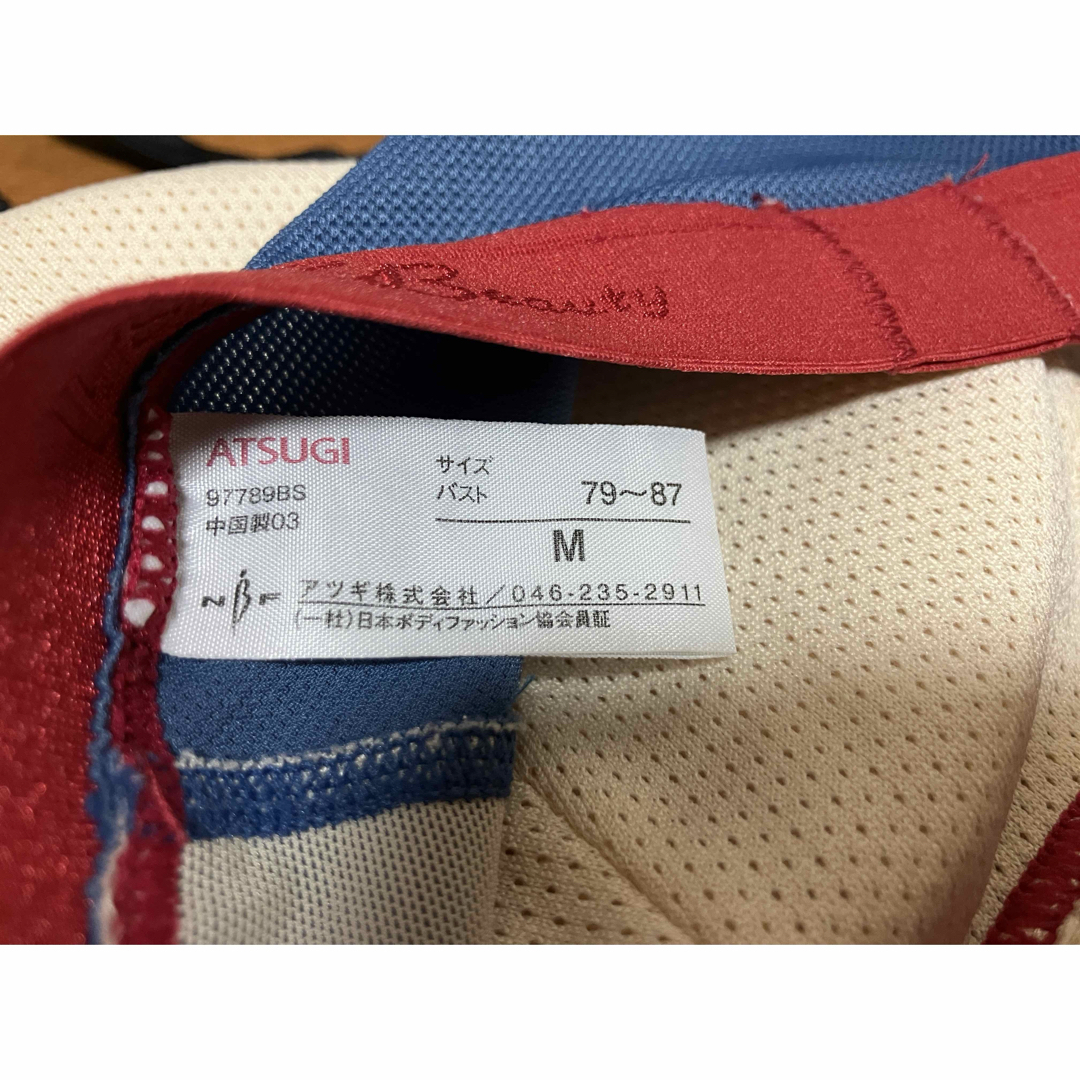 Beauty
ATSUGI
97789BS
中国製03
サイズ
バスト 79～87
M
NBF アツギ株式会社/046-235-2911
(一社)日本ボディファッション協会員証